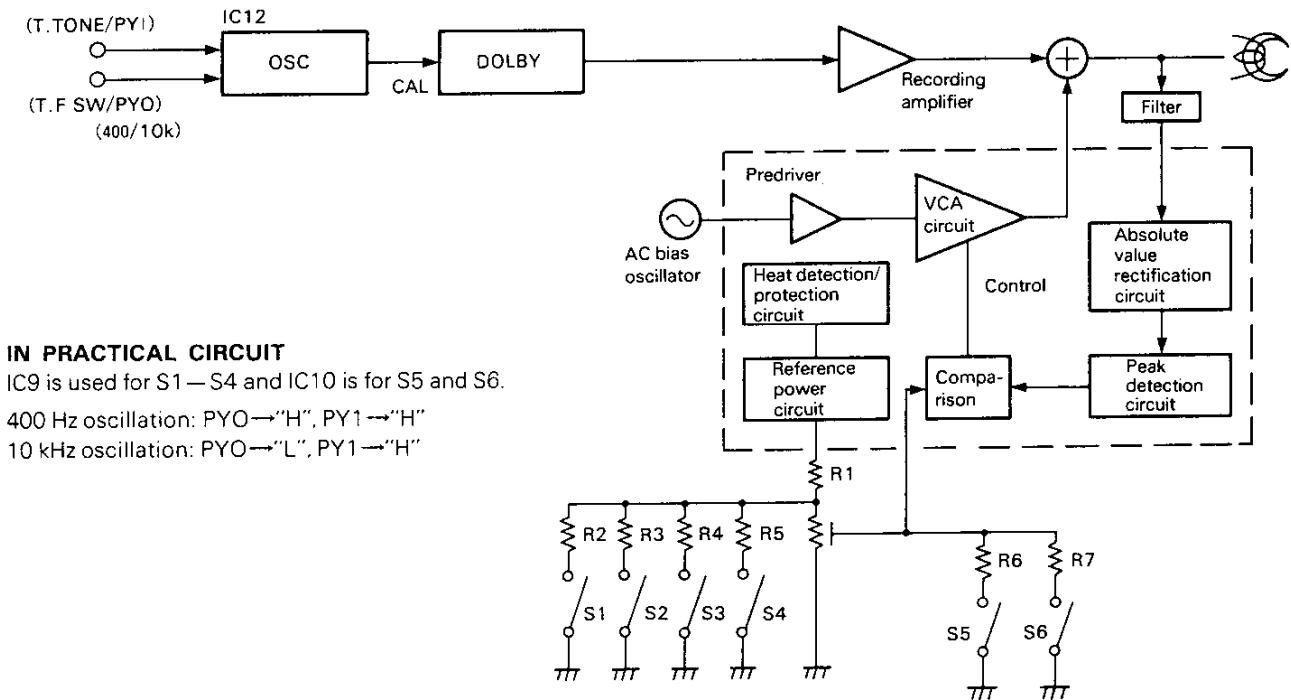 (T.TONE/PY1)
IC12
OSC
CAL
DOLBY
(T.F SW/PY0)
(400/10k)
Recording
amplifier
Filter
Predriver
VCA
circuit
AC bias
oscillator
Absolute
value
rectification
circuit
Heat detection/
protection
circuit
Control
IN PRACTICAL CIRCUIT
IC9 is used for S1—S4 and IC10 is for S5 and S6.
400 Hz oscillation: PY0→"H", PY1→"H"
10 kHz oscillation: PY0→"L", PY1→"H"
Reference
power
circuit
Compa-
rison
Peak
detection
circuit
R1
R2
R3
R4
R5
R6
R7
S1
S2
S3
S4
S5
S6